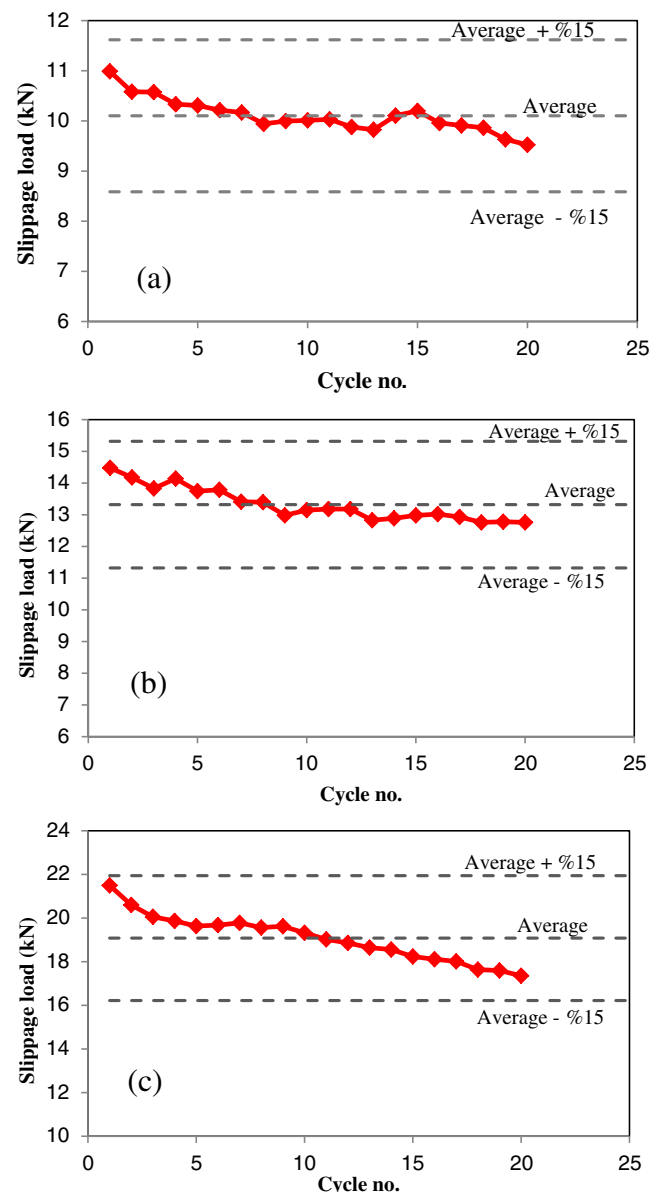 12
Average + %15
11
Average
10
9
Average - %15
8
7
6
Slippage load (kN)
(a)
0 5 10 15 20 25
Cycle no.
16
Average + %15
15
14
Average
13
12
11
Average - %15
10
9
8
7
6
Slippage load (kN)
(b)
0 5 10 15 20 25
Cycle no.
24
22
Average + %15
20
Average
18
16
Average - %15
14
12
10
Slippage load (kN)
(c)
0 5 10 15 20 25
Cycle no.